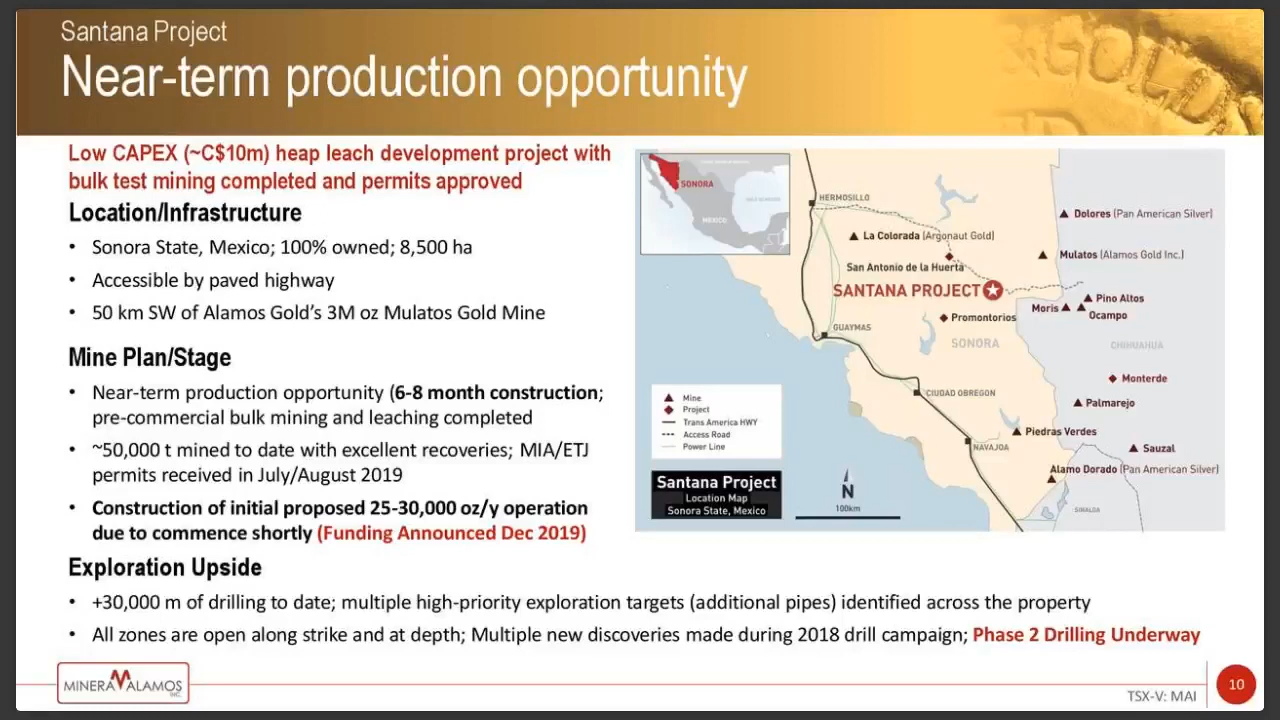 Santana Project
Near-term production opportunity
Low CAPEX (~C$10m) heap leach development project with
bulk test mining completed and permits approved
Location/Infrastructure
• Sonora State, Mexico; 100% owned; 8,500 ha
• Accessible by paved highway
• 50 km SW of Alamos Gold's 3M oz Mulatos Gold Mine
Mine Plan/Stage
• Near-term production opportunity (6-8 month construction;
pre-commercial bulk mining and leaching completed
• ~50,000 t mined to date with excellent recoveries; MIA/ETJ
permits received in July/August 2019
• Construction of initial proposed 25-30,000 oz/y operation
due to commence shortly (Funding Announced Dec 2019)
Exploration Upside
• +30,000 m of drilling to date; multiple high-priority exploration targets (additional pipes) identified across the property
• All zones are open along strike and at depth; Multiple new discoveries made during 2018 drill campaign; Phase 2 Drilling Underway
SONORA
MEXICO
HERMOSILLO
Dolores (Pan American Silver)
La Colorada (Argonaut Gold)
Mulatos (Alamos Gold Inc.)
San Antonio de la Huerta
SANTANA PROJECT
Pino Altos
Moris
Ocampo
Promontorios
GUAYMAS
SONORA
CHIHUAHUA
Monterde
CIUDAD OBREGON
Palmarejo
Piedras Verdes
NAVAJOA
Sauzal
Alamo Dorado (Pan American Silver)
SINALOA
Mine
Project
Trans America HWY
Access Road
Power Line
Santana Project
Location Map
Sonora State, Mexico
N
100km
GOLD
MINERA ALAMOS
INC.
TSX-V: MAI
10